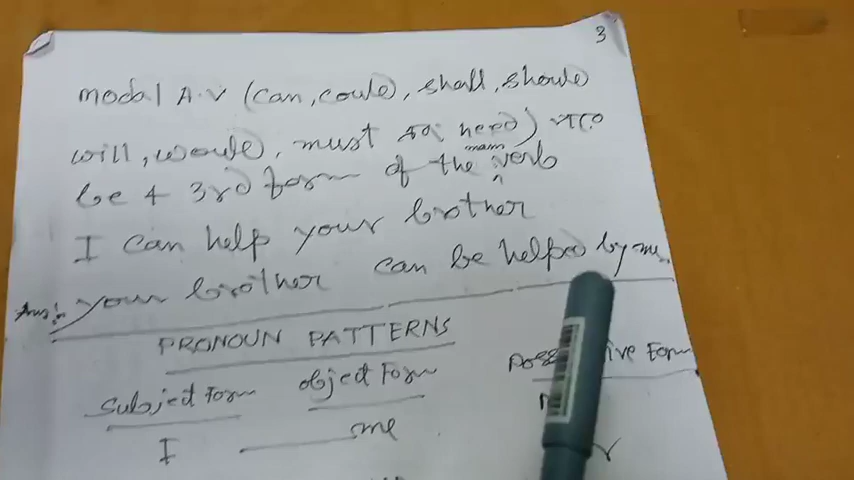 3
modal A.V (can, could, shall, should
will, would, must need) +
be + 3rd form of the main verb
I can help your brother
Ans:- your brother can be helped by me.
PRONOUN PATTERNS
Subject Form object Form Form
I me